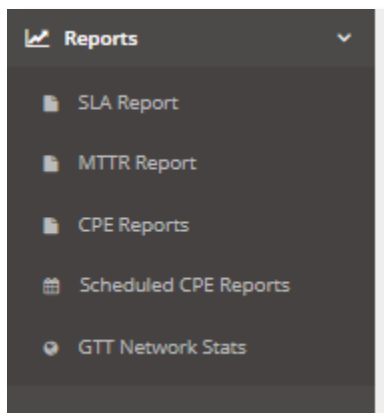 Reports
SLA Report
MTTR Report
CPE Reports
Scheduled CPE Reports
GTT Network Stats